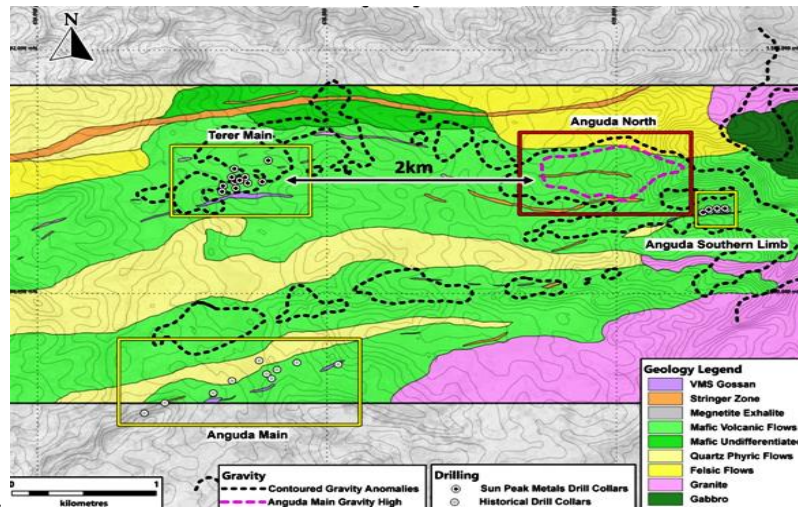 N
Terer Main
Anguda North
2km
Anguda Southern Limb
Anguda Main
Geology Legend
VMS Gossan
Stringer Zone
Megnetite Exhalite
Mafic Volcanic Flows
Mafic Undifferentiated
Quartz Phyric Flows
Felsic Flows
Granite
Gabbro
Gravity
Contoured Gravity Anomalies
Anguda Main Gravity High
Drilling
Sun Peak Metals Drill Collars
Historical Drill Collars
0 1
kilometres